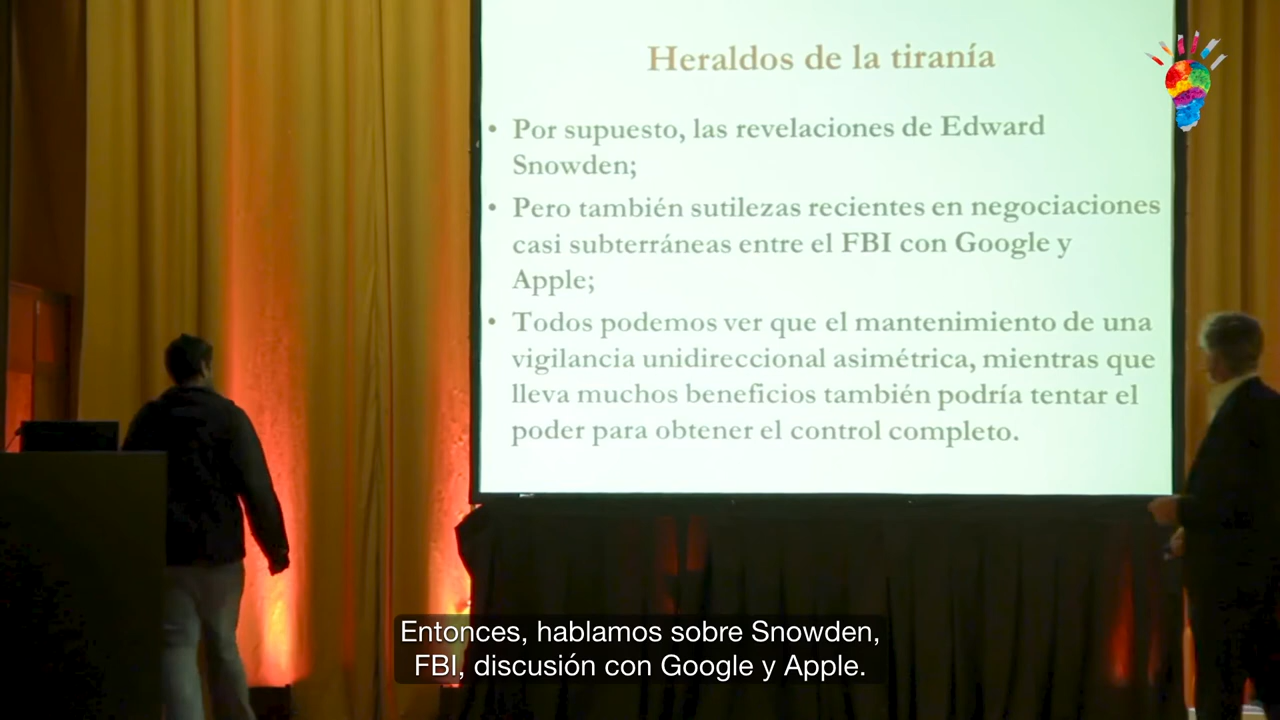 Heraldos de la tiranía
• Por supuesto, las revelaciones de Edward
Snowden;
• Pero también sutilezas recientes en negociaciones
casi subterráneas entre el FBI con Google y
Apple;
• Todos podemos ver que el mantenimiento de una
vigilancia unidireccional asimétrica, mientras que
lleva muchos beneficios también podría tentar el
poder para obtener el control completo.
Entonces, hablamos sobre Snowden,
FBI, discusión con Google y Apple.